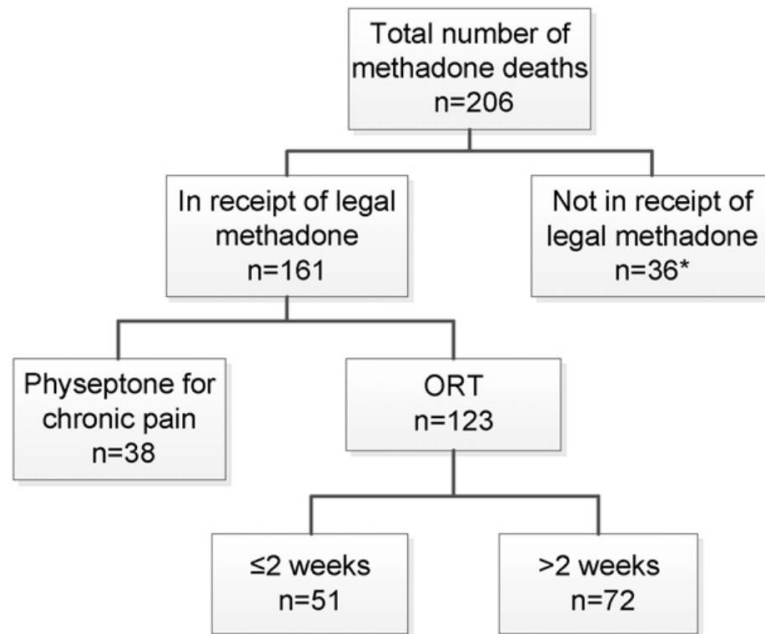 Total number of
methadone deaths
n=206
In receipt of legal
methadone
n=161
Not in receipt of
legal methadone
n=36*
Physeptone for
chronic pain
n=38
ORT
n=123
≤2 weeks
n=51
>2 weeks
n=72